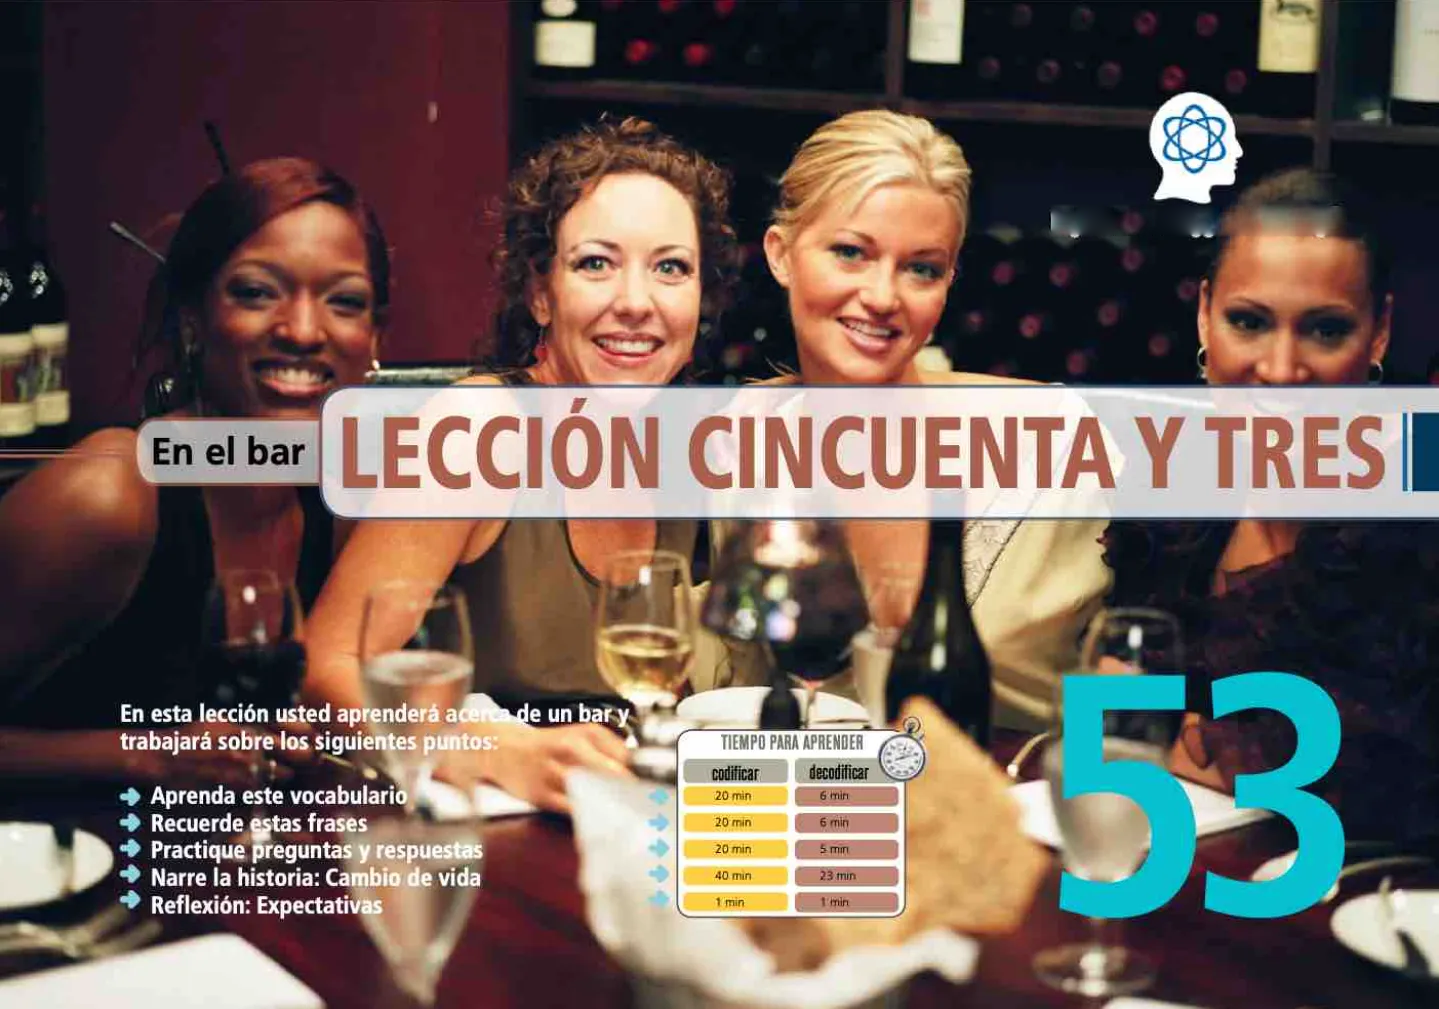 En el bar
LECCIÓN CINCUENTA Y TRES
En esta lección usted aprenderá acerca de un bar y
trabajará sobre los siguientes puntos:
Aprenda este vocabulario
Recuerde estas frases
Practique preguntas y respuestas
Narre la historia: Cambio de vida
Reflexión: Expectativas
TIEMPO PARA APRENDER
codificar decodificar
20 min 6 min
20 min 6 min
20 min 5 min
40 min 23 min
1 min 1 min
53